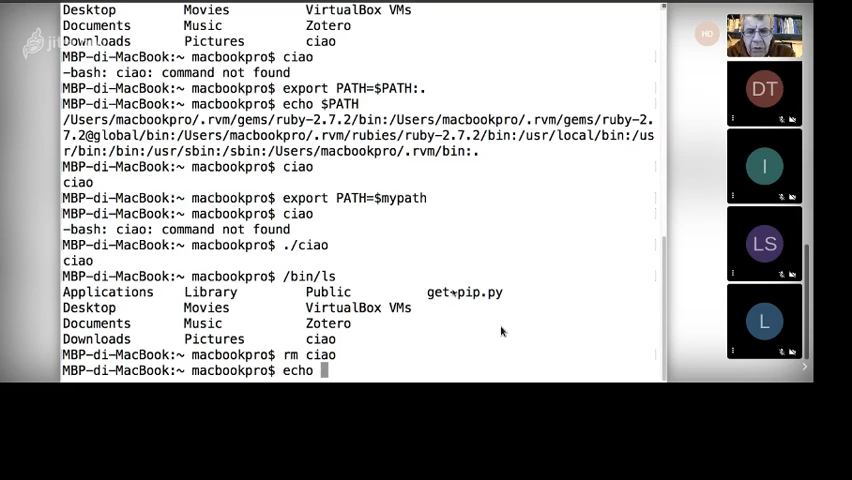 Desktop Movies VirtualBox VMs
Documents Music Zotero
Downloads Pictures ciao
MBP-di-MacBook:~ macbookpro$ ciao
-bash: ciao: command not found
MBP-di-MacBook:~ macbookpro$ export PATH=$PATH:.
MBP-di-MacBook:~ macbookpro$ echo $PATH
/Users/macbookpro/.rvm/gems/ruby-2.7.2/bin:/Users/macbookpro/.rvm/gems/ruby-2.
7.2@global/bin:/Users/macbookpro/.rvm/rubies/ruby-2.7.2/bin:/usr/local/bin:/us
r/bin:/bin:/usr/sbin:/sbin:/Users/macbookpro/.rvm/bin:.
MBP-di-MacBook:~ macbookpro$ ciao
ciao
MBP-di-MacBook:~ macbookpro$ export PATH=$mypath
MBP-di-MacBook:~ macbookpro$ ciao
-bash: ciao: command not found
MBP-di-MacBook:~ macbookpro$ ./ciao
ciao
MBP-di-MacBook:~ macbookpro$ /bin/ls
Applications Library Public get-pip.py
Desktop Movies VirtualBox VMs
Documents Music Zotero
Downloads Pictures ciao
MBP-di-MacBook:~ macbookpro$ rm ciao
MBP-di-MacBook:~ macbookpro$ echo
HO
DT
I
LS
L